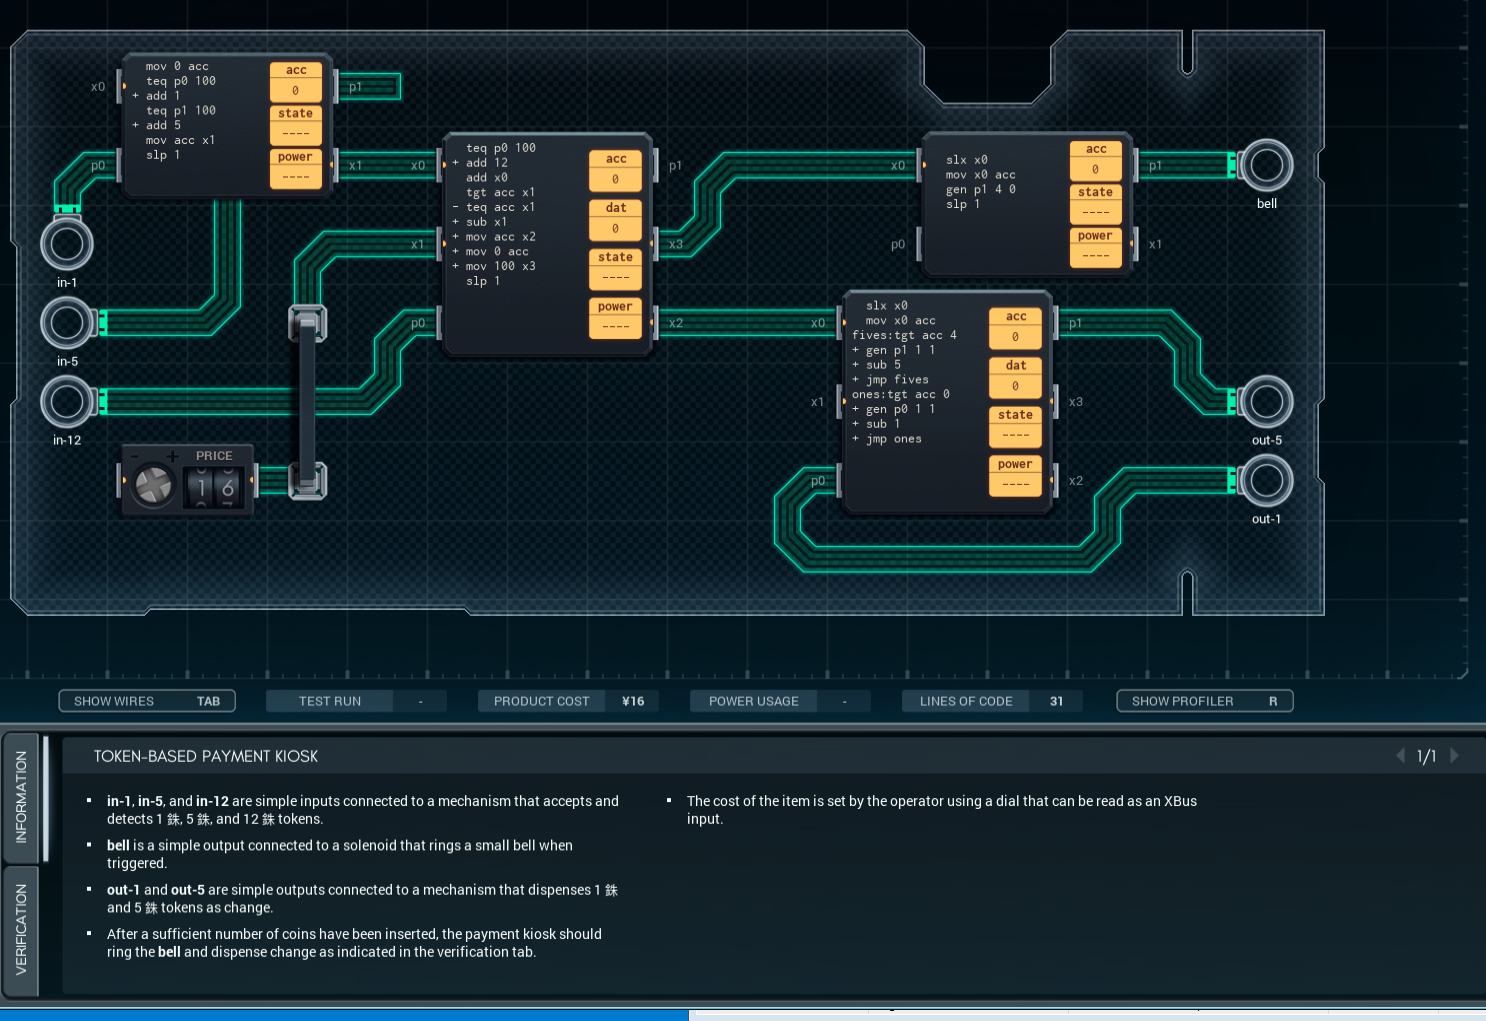 x0
mov 0 acc
teq p0 100
+ add 1
teq p1 100
+ add 5
mov acc x1
slp 1
acc
0
state
----
power
----
p1
p0
x1
in-1
in-5
in-12
- + PRICE
1 6
x0
x1
p0
teq p0 100
+ add 12
add x0
tgt acc x1
- teq acc x1
+ sub x1
+ mov acc x2
+ mov 0 acc
+ mov 100 x3
slp 1
acc
0
dat
0
state
----
power
----
p1
x3
x2
x0
p0
slx x0
mov x0 acc
gen p1 4 0
slp 1
acc
0
state
----
power
----
p1
x1
bell
x0
x1
p0
slx x0
mov x0 acc
fives:tgt acc 4
+ gen p1 1 1
+ sub 5
+ jmp fives
ones:tgt acc 0
+ gen p0 1 1
+ sub 1
+ jmp ones
acc
0
dat
0
state
----
power
----
p1
x3
x2
out-5
out-1
SHOW WIRES TAB
TEST RUN -
PRODUCT COST ¥16
POWER USAGE -
LINES OF CODE 31
SHOW PROFILER R
INFORMATION
VERIFICATION
TOKEN-BASED PAYMENT KIOSK
1/1
in-1, in-5, and in-12 are simple inputs connected to a mechanism that accepts and
detects 1 銖, 5 銖, and 12 銖 tokens.
bell is a simple output connected to a solenoid that rings a small bell when
triggered.
out-1 and out-5 are simple outputs connected to a mechanism that dispenses 1 銖
and 5 銖 tokens as change.
After a sufficient number of coins have been inserted, the payment kiosk should
ring the bell and dispense change as indicated in the verification tab.
The cost of the item is set by the operator using a dial that can be read as an XBus
input.